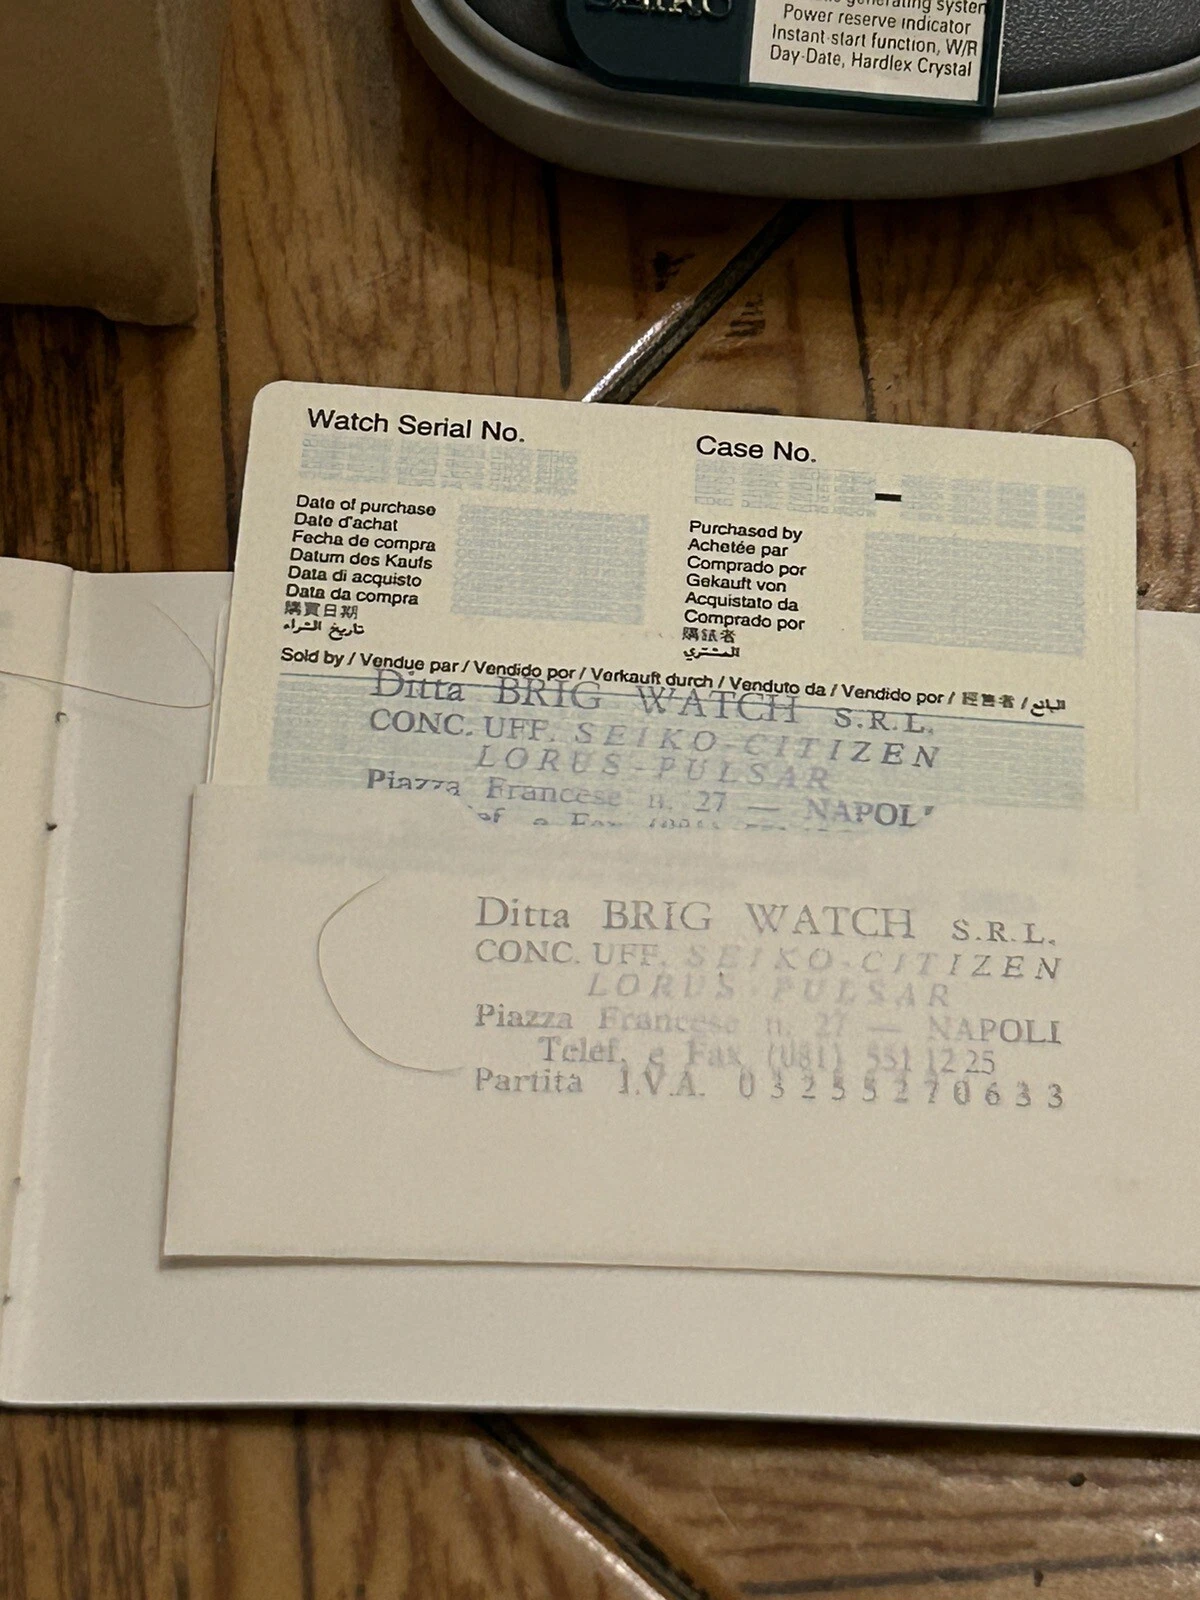 SEIKO
generating system
Power reserve indicator
Instant-start function, W/R
Day-Date, Hardlex Crystal
Watch Serial No.
Case No.
Date of purchase
Date d'achat
Fecha de compra
Datum des Kaufs
Data di acquisto
Data da compra
購買日期
تاريخ الشراء
Purchased by
Achetée par
Comprado por
Gekauft von
Acquistato da
Comprado por
購買者
المشتري
Sold by / Vendue par / Vendido por / Verkauft durch / Venduto da / Vendido por / 經售者 / البائع
Ditta BRIG WATCH S.R.L.
CONC. UFF. SEIKO-CITIZEN
LORUS-PULSAR
Piazza Francese n. 27 — NAPOLI
e Fax (081)
Ditta BRIG WATCH S.R.L.
CONC. UFF. SEIKO-CITIZEN
LORUS-PULSAR
Piazza Francese n. 27 — NAPOLI
Telef. e Fax (081) 551 12 25
Partita I.V.A. 03255270633